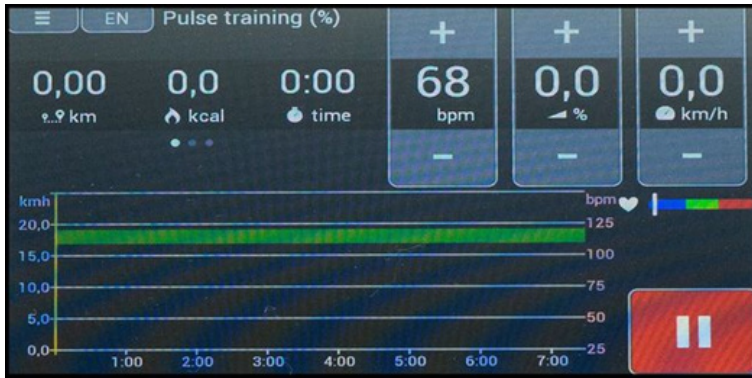 EN Pulse training (%)
+ + +
0,00 0,0 0:00 68 0,0 0,0
km kcal time bpm % km/h
- - -
kmh bpm
20,0 125
15,0 100
10,0 75
5,0 50
0,0 25
1:00 2:00 3:00 4:00 5:00 6:00 7:00